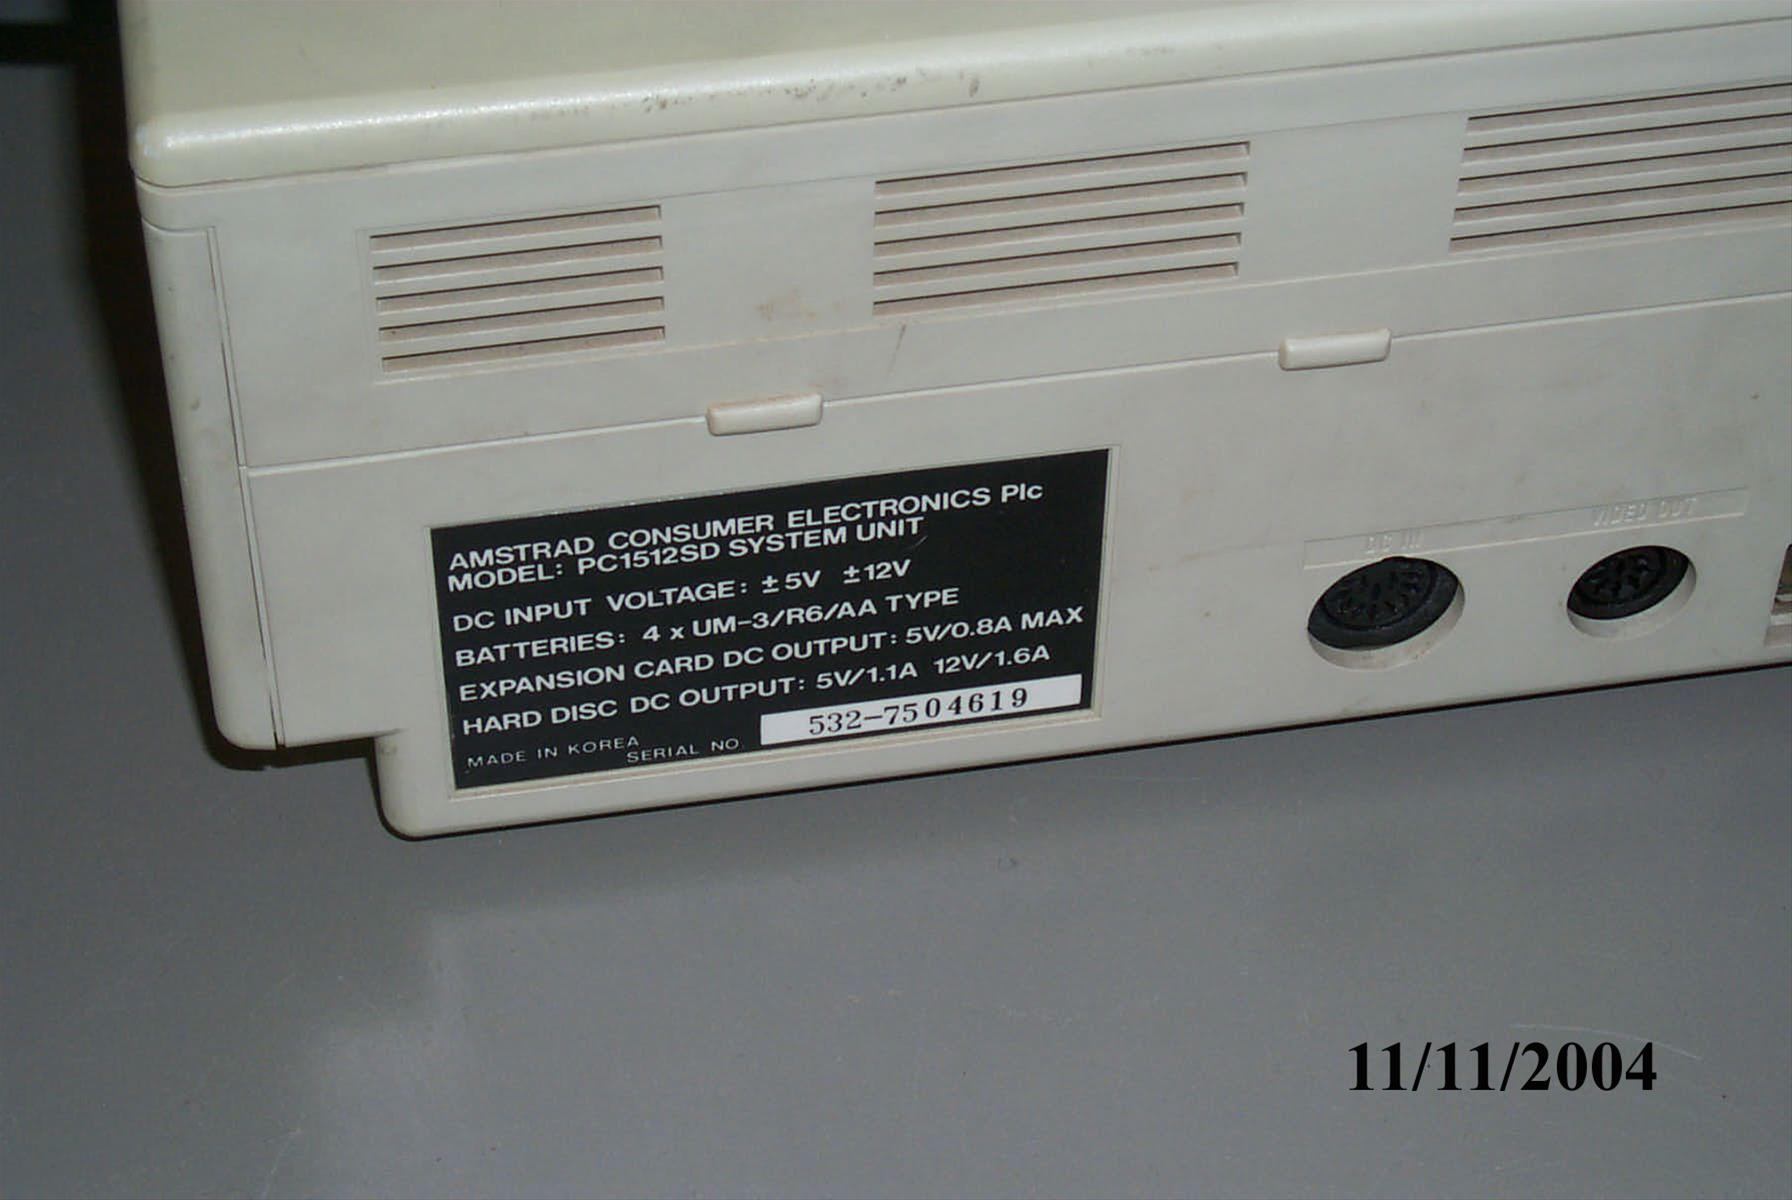 AMSTRAD CONSUMER ELECTRONICS Plc
MODEL: PC1512SD SYSTEM UNIT
DC INPUT VOLTAGE: ±5V ±12V
BATTERIES: 4 x UM-3/R6/AA TYPE
EXPANSION CARD DC OUTPUT: 5V/0.8A MAX
HARD DISC DC OUTPUT: 5V/1.1A 12V/1.6A
MADE IN KOREA
SERIAL NO. 532-7504619
DC IN
VIDEO OUT
11/11/2004